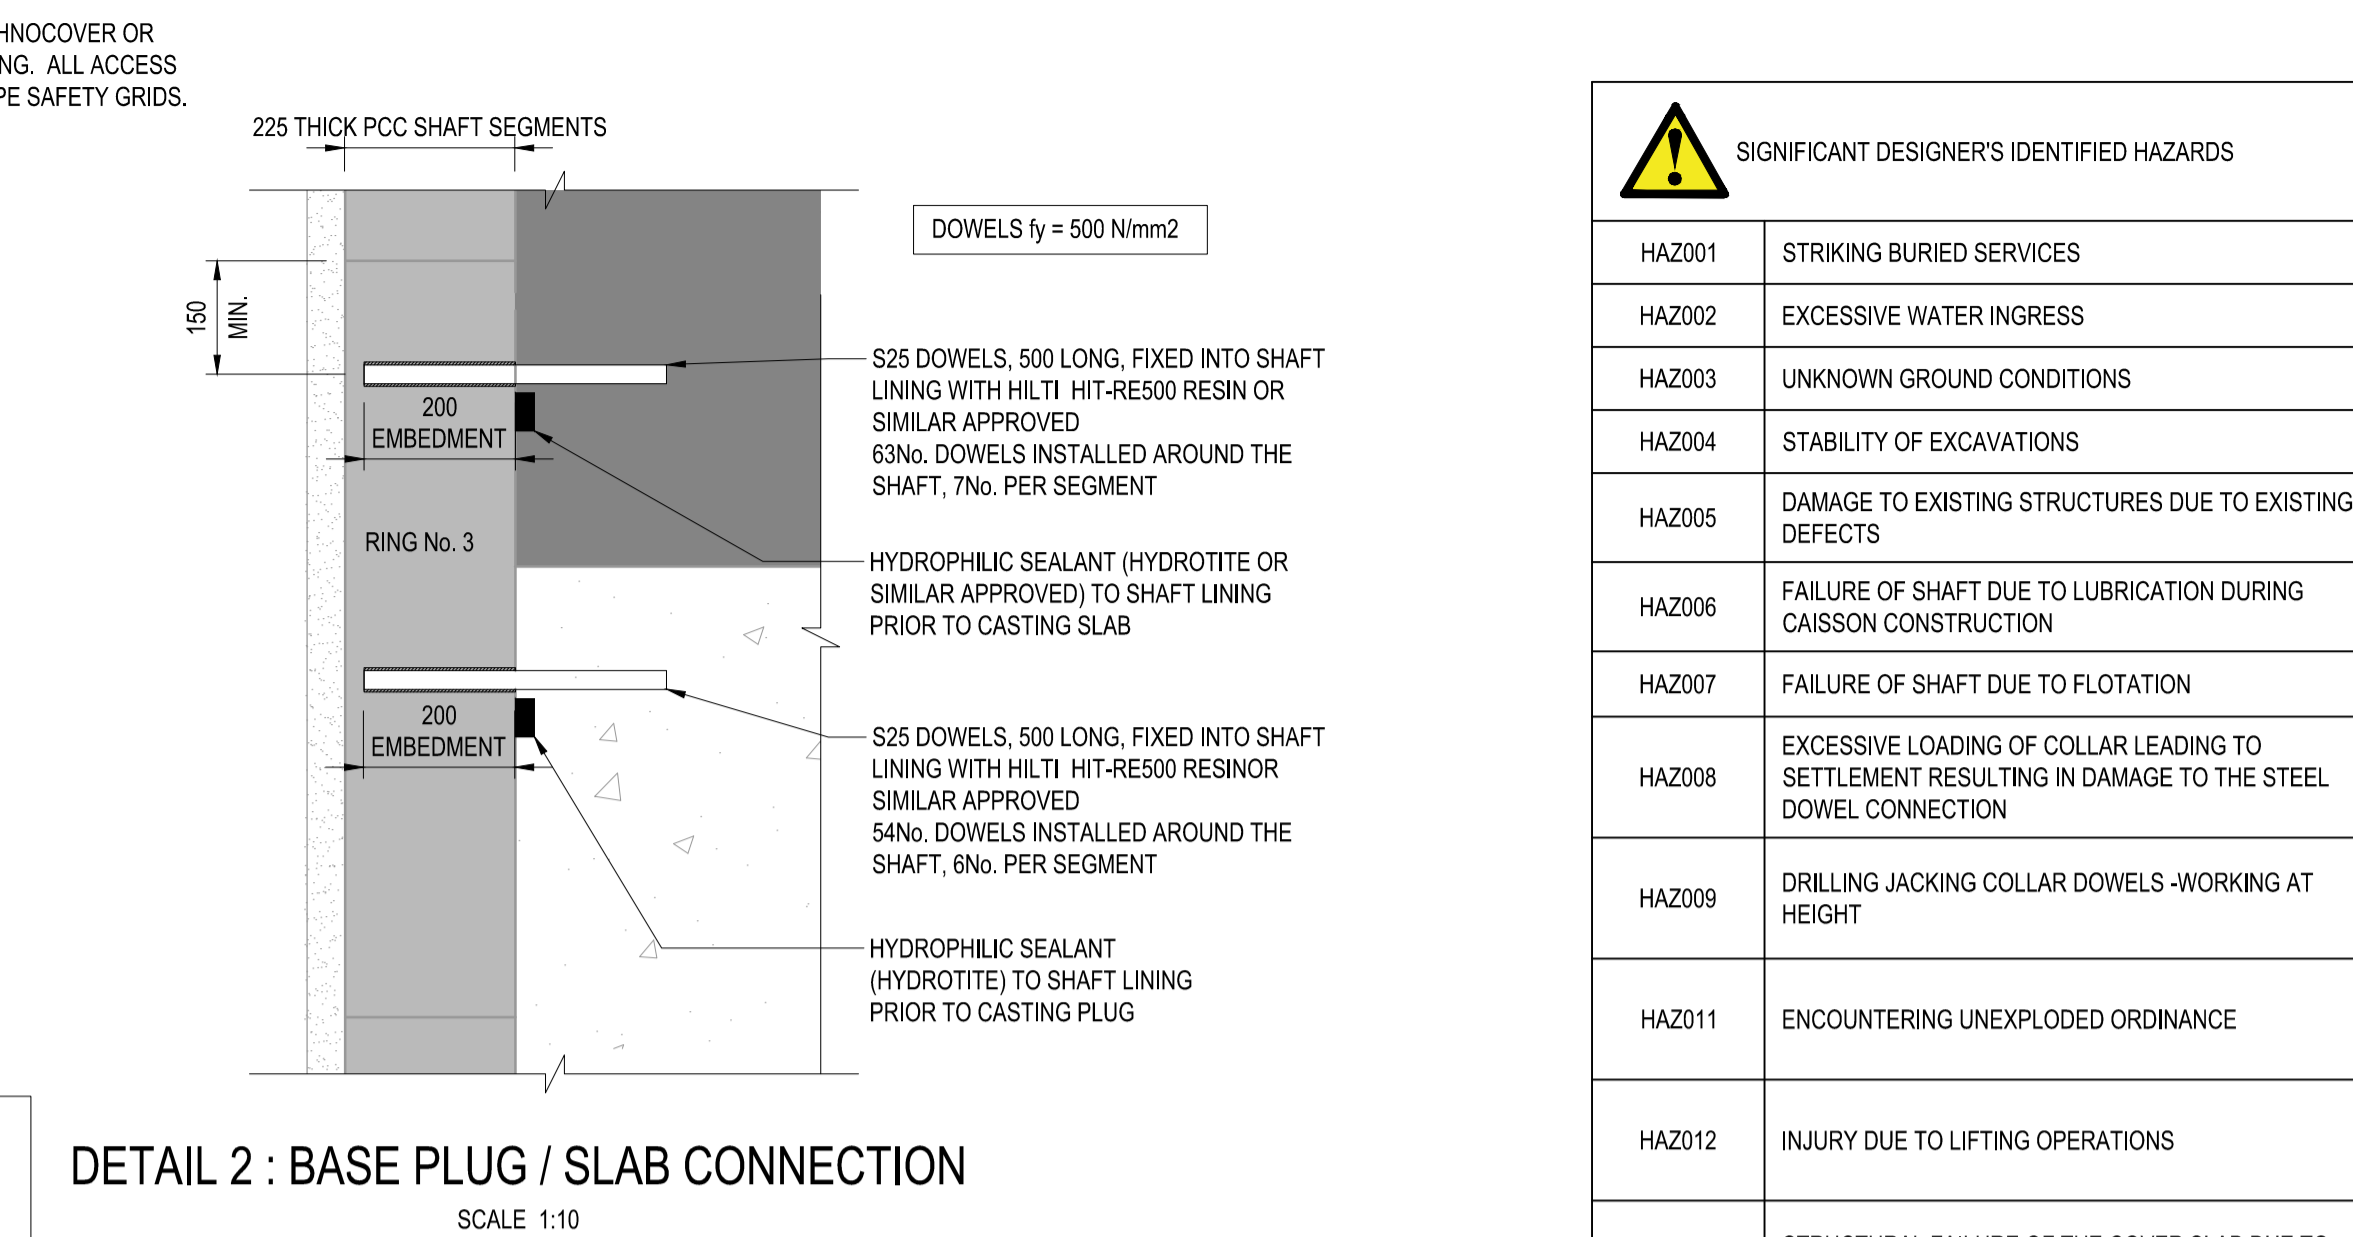 HNOCOVER OR
NG. ALL ACCESS
PE SAFETY GRIDS.
225 THICK PCC SHAFT SEGMENTS
DOWELS fy = 500 N/mm2
150
MIN.
S25 DOWELS, 500 LONG, FIXED INTO SHAFT
LINING WITH HILTI HIT-RE500 RESIN OR
SIMILAR APPROVED
63No. DOWELS INSTALLED AROUND THE
SHAFT, 7No. PER SEGMENT
200
EMBEDMENT
RING No. 3
HYDROPHILIC SEALANT (HYDROTITE OR
SIMILAR APPROVED) TO SHAFT LINING
PRIOR TO CASTING SLAB
200
EMBEDMENT
S25 DOWELS, 500 LONG, FIXED INTO SHAFT
LINING WITH HILTI HIT-RE500 RESINOR
SIMILAR APPROVED
54No. DOWELS INSTALLED AROUND THE
SHAFT, 6No. PER SEGMENT
HYDROPHILIC SEALANT
(HYDROTITE) TO SHAFT LINING
PRIOR TO CASTING PLUG
DETAIL 2 : BASE PLUG / SLAB CONNECTION
SCALE 1:10
SIGNIFICANT DESIGNER'S IDENTIFIED HAZARDS
HAZ001 STRIKING BURIED SERVICES
HAZ002 EXCESSIVE WATER INGRESS
HAZ003 UNKNOWN GROUND CONDITIONS
HAZ004 STABILITY OF EXCAVATIONS
HAZ005 DAMAGE TO EXISTING STRUCTURES DUE TO EXISTING
DEFECTS
HAZ006 FAILURE OF SHAFT DUE TO LUBRICATION DURING
CAISSON CONSTRUCTION
HAZ007 FAILURE OF SHAFT DUE TO FLOTATION
HAZ008 EXCESSIVE LOADING OF COLLAR LEADING TO
SETTLEMENT RESULTING IN DAMAGE TO THE STEEL
DOWEL CONNECTION
HAZ009 DRILLING JACKING COLLAR DOWELS -WORKING AT
HEIGHT
HAZ011 ENCOUNTERING UNEXPLODED ORDINANCE
HAZ012 INJURY DUE TO LIFTING OPERATIONS
STRUCTURAL FAILURE OF THE COVER SLAB DUE TO